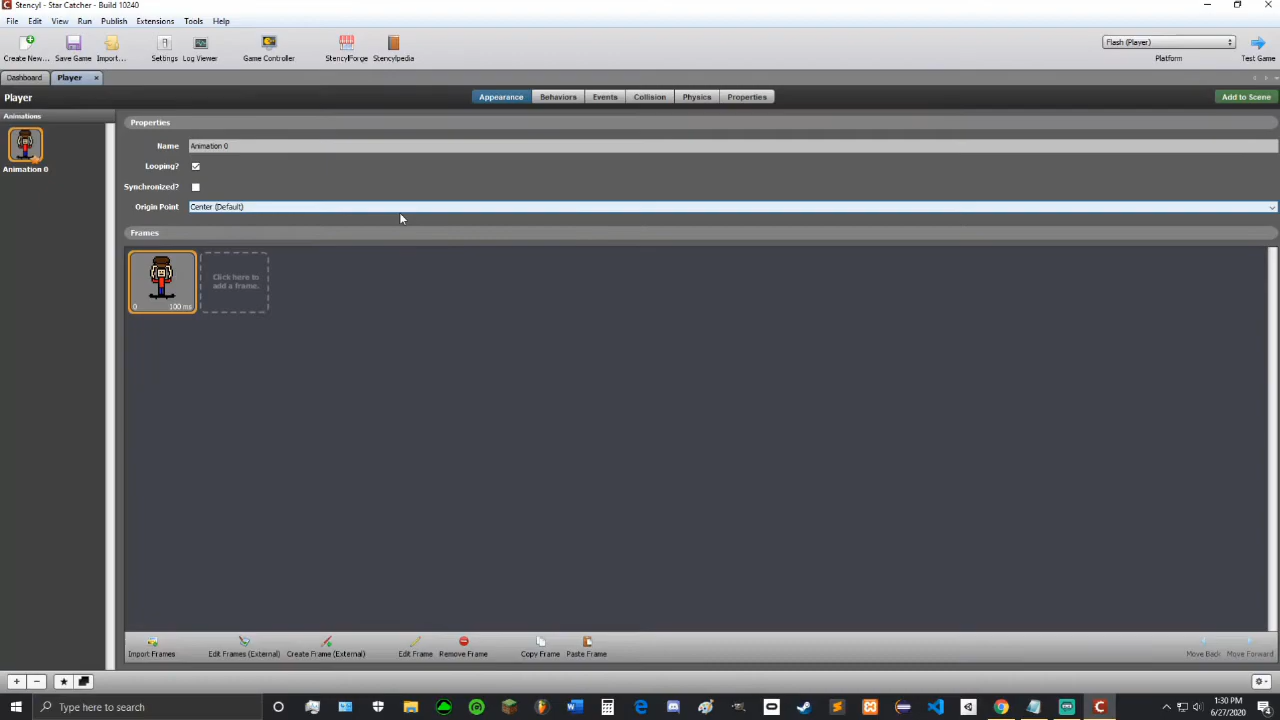 Stencyl - Star Catcher - Build 10240
File Edit View Run Publish Extensions Tools Help
Create New... Save Game Import... Settings Log Viewer Game Controller StencylForge Stencylpedia Flash (Player) Platform Test Game
Dashboard Player
Player Appearance Behaviors Events Collision Physics Properties Add to Scene
Animations
Animation 0
Properties
Name Animation 0
Looping?
Synchronized?
Origin Point Center (Default)
Frames
0 100 ms
Click here to
add a frame.
Import Frames Edit Frames (External) Create Frame (External) Edit Frame Remove Frame Copy Frame Paste Frame Move Back Move Forward
Type here to search
1:30 PM
6/27/2020